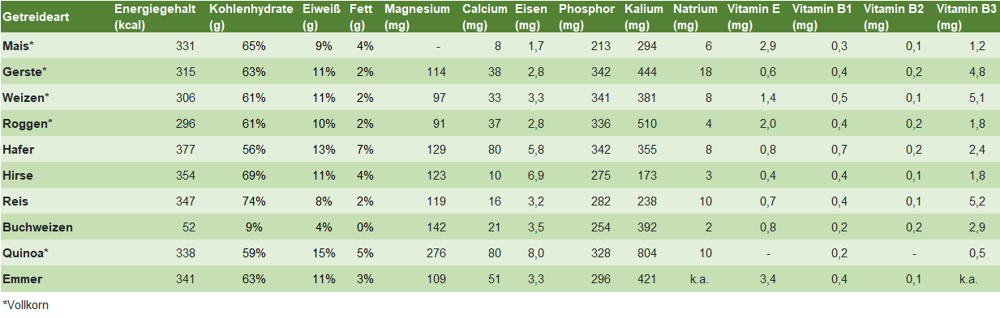 Getreideart Energiegehalt (kcal) Kohlenhydrate (g) Eiweiß (g) Fett (g) Magnesium (mg) Calcium (mg) Eisen (mg) Phosphor (mg) Kalium (mg) Natrium (mg) Vitamin E (mg) Vitamin B1 (mg) Vitamin B2 (mg) Vitamin B3 (mg)
Mais* 331 65% 9% 4% - 8 1,7 213 294 6 2,9 0,3 0,1 1,2
Gerste* 315 63% 11% 2% 114 38 2,8 342 444 18 0,6 0,4 0,2 4,8
Weizen* 306 61% 11% 2% 97 33 3,3 341 381 8 1,4 0,5 0,1 5,1
Roggen* 296 61% 10% 2% 91 37 2,8 336 510 4 2,0 0,4 0,2 1,8
Hafer 377 56% 13% 7% 129 80 5,8 342 355 8 0,8 0,7 0,2 2,4
Hirse 354 69% 11% 4% 123 10 6,9 275 173 3 0,4 0,4 0,1 1,8
Reis 347 74% 8% 2% 119 16 3,2 282 238 10 0,7 0,4 0,1 5,2
Buchweizen 52 9% 4% 0% 142 21 3,5 254 392 2 0,8 0,2 0,2 2,9
Quinoa* 338 59% 15% 5% 276 80 8,0 328 804 10 - 0,2 - 0,5
Emmer 341 63% 11% 3% 109 51 3,3 296 421 k.a. 3,4 0,4 0,1 k.a.
*Vollkorn